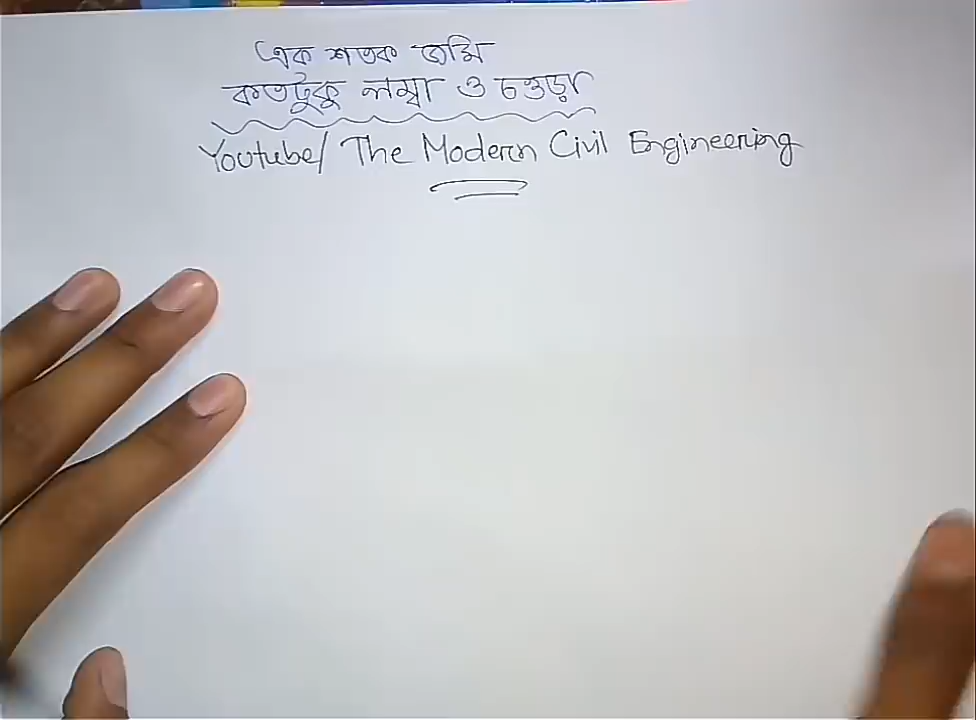 এক শতক জমি
কতটুকু লম্বা ও চওড়া
Youtube/ The Modern Civil Engineering